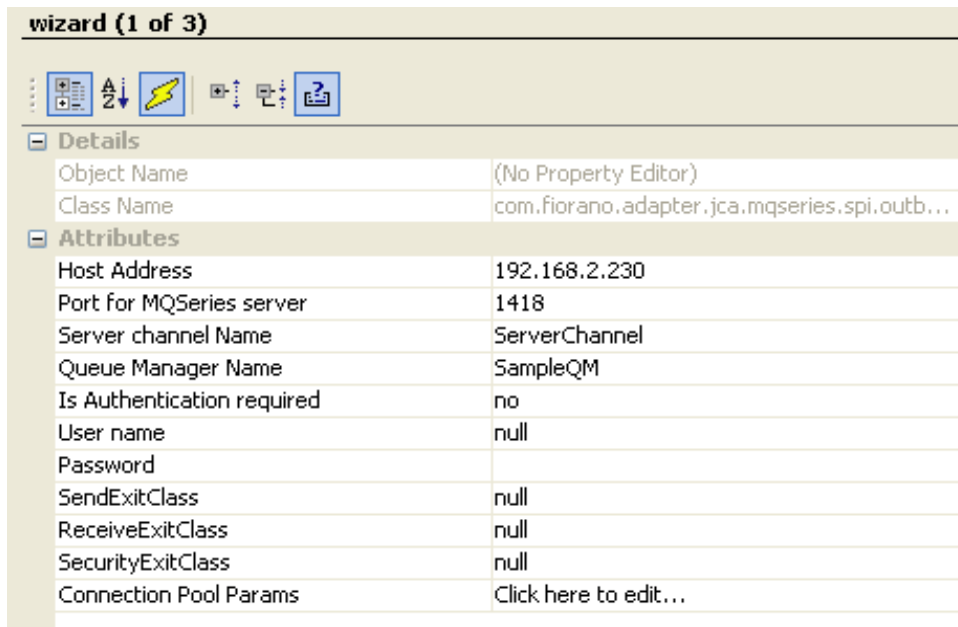 wizard (1 of 3)
A Z
Details
Object Name (No Property Editor)
Class Name com.fiorano.adapter.jca.mqseries.spi.outb...
Attributes
Host Address 192.168.2.230
Port for MQSeries server 1418
Server channel Name ServerChannel
Queue Manager Name SampleQM
Is Authentication required no
User name null
Password
SendExitClass null
ReceiveExitClass null
SecurityExitClass null
Connection Pool Params Click here to edit...